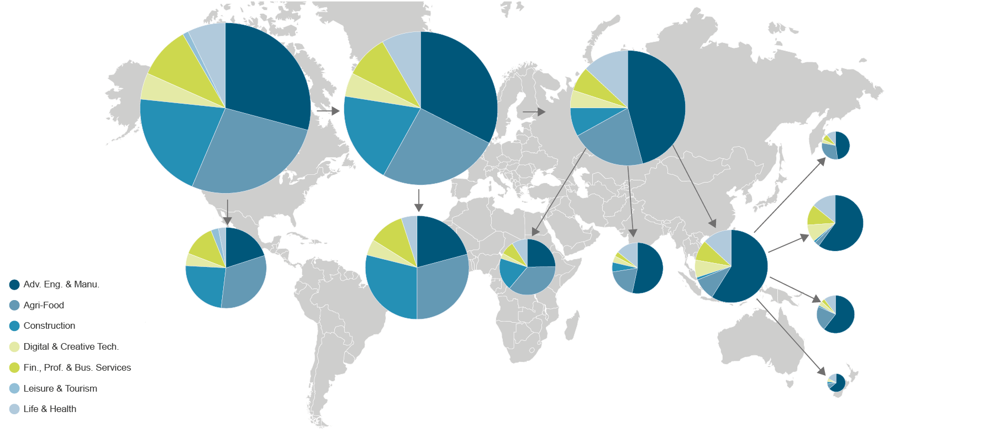 Adv. Eng. & Manu.
Agri-Food
Construction
Digital & Creative Tech.
Fin., Prof. & Bus. Services
Leisure & Tourism
Life & Health